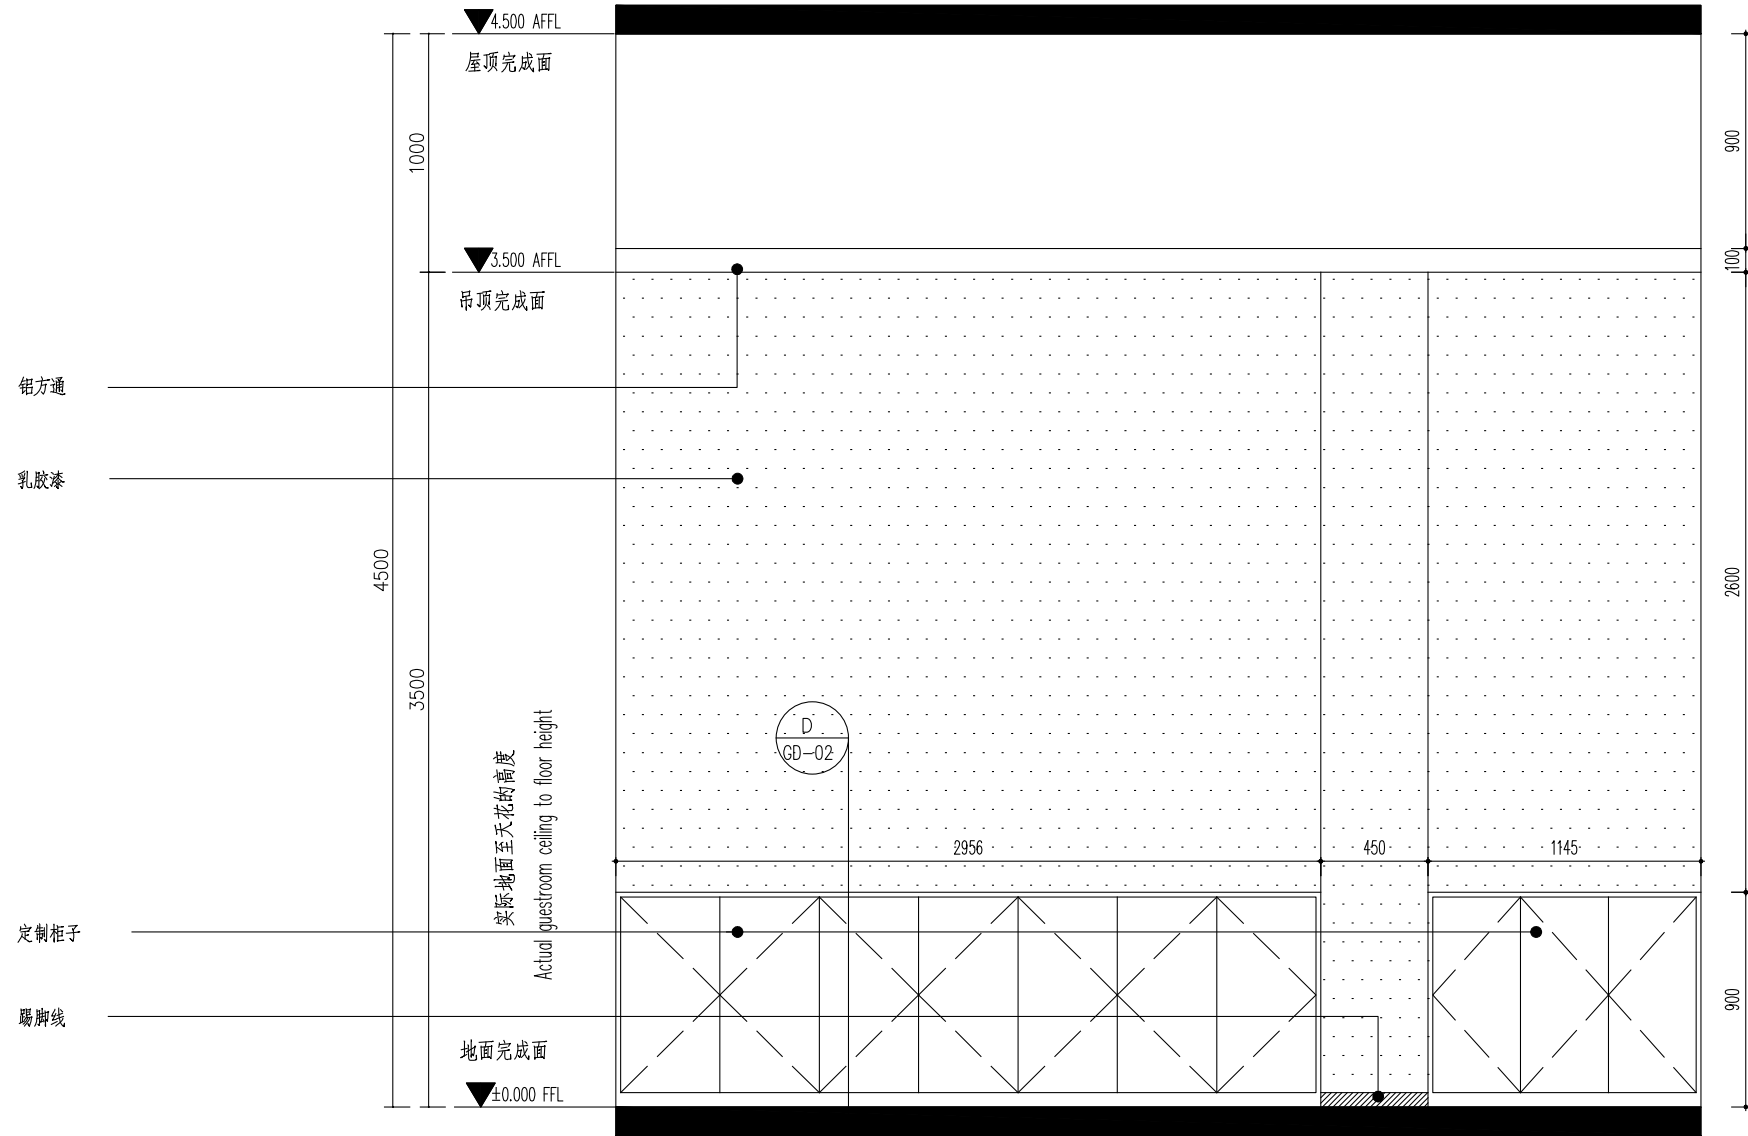 4.500 AFFL
屋顶完成面
1000
900
3.500 AFFL
100
吊顶完成面
铝方通
乳胶漆
4500
2600
3500
实际地面至天花的高度
Actual guestroom ceiling to floor height
D
GD-02
2956
450
1145
定制柜子
900
踢脚线
地面完成面
±0.000 FFL